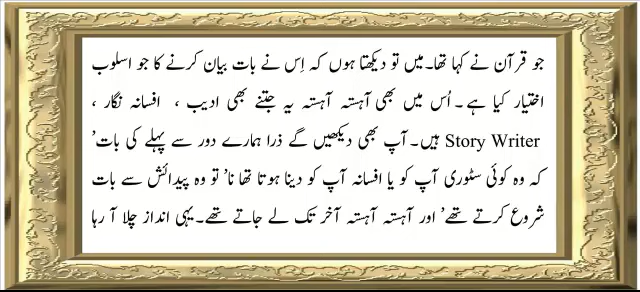 جو قرآن نے کہا تھا۔میں تو دیکھتا ہوں کہ اِس نے بات بیان کرنے کا جو اسلوب
اختیار کیا ہے ۔ اُس میں بھی آہستہ آہستہ یہ جتنے بھی ادیب ، افسانہ نگار ،
Story Writer ہیں۔ آپ بھی دیکھیں گے ذرا ہمارے دور سے پہلے کی بات’
کہ وہ کوئی سٹوری آپ کو یا افسانہ آپ کو دینا ہوتا تھا نا’ تو وہ پیدائش سے بات
شروع کرتے تھے’ اور آہستہ آہستہ آخر تک لے جاتے تھے۔یہی انداز چلا آ رہا